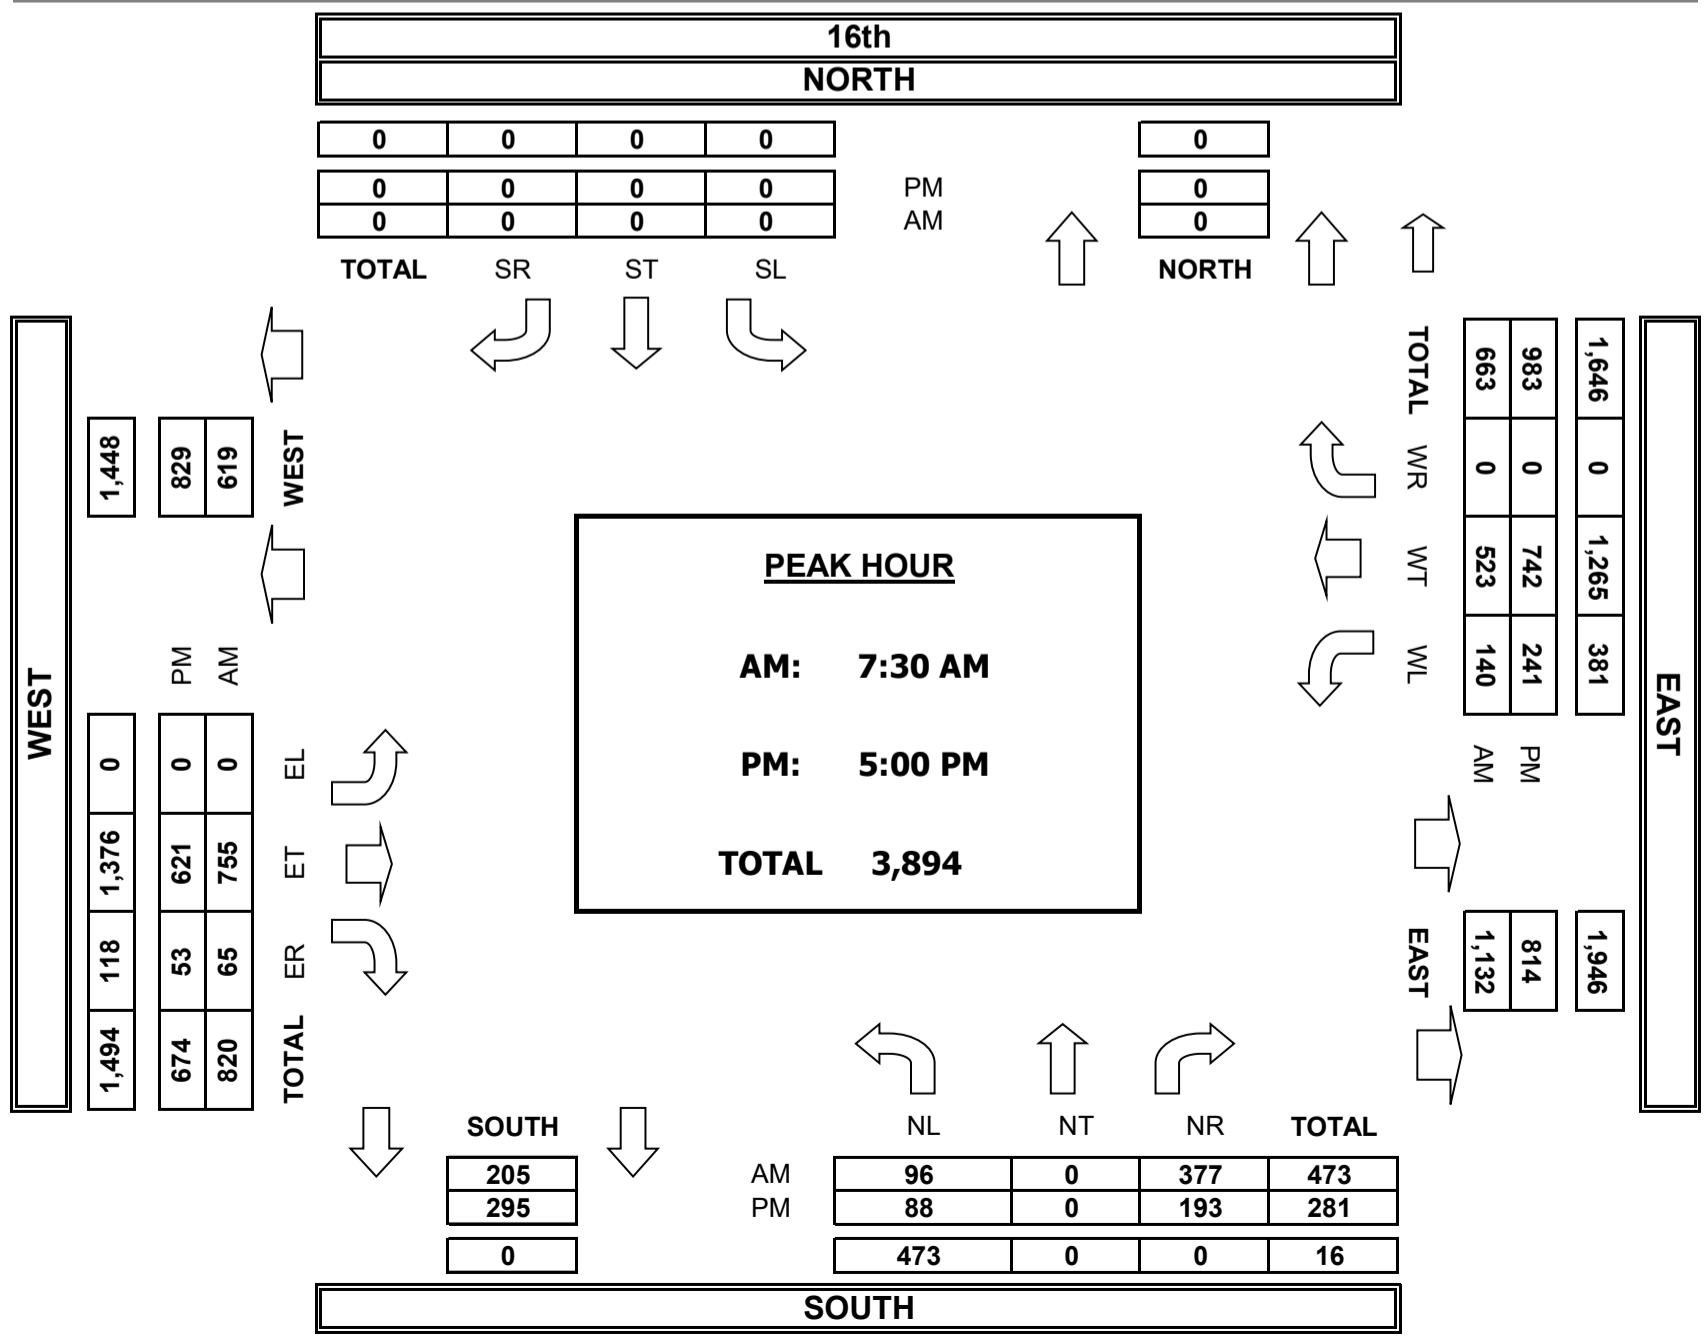 16th
NORTH
0 0 0 0 0
0 0 0 0 PM 0
0 0 0 0 AM 0
TOTAL SR ST SL NORTH
WEST
1,448
829 619
WEST
PM AM
0 0 0 EL
1,376 621 755 ET
118 53 65 ER
1,494 674 820 TOTAL
PEAK HOUR
AM: 7:30 AM
PM: 5:00 PM
TOTAL 3,894
TOTAL 663 983 1,646
WR 0 0 0
WT 523 742 1,265
WL 140 241 381
AM PM
EAST 1,132 814 1,946
EAST
SOUTH NL NT NR TOTAL
205 AM 96 0 377 473
295 PM 88 0 193 281
0 473 0 0 16
SOUTH